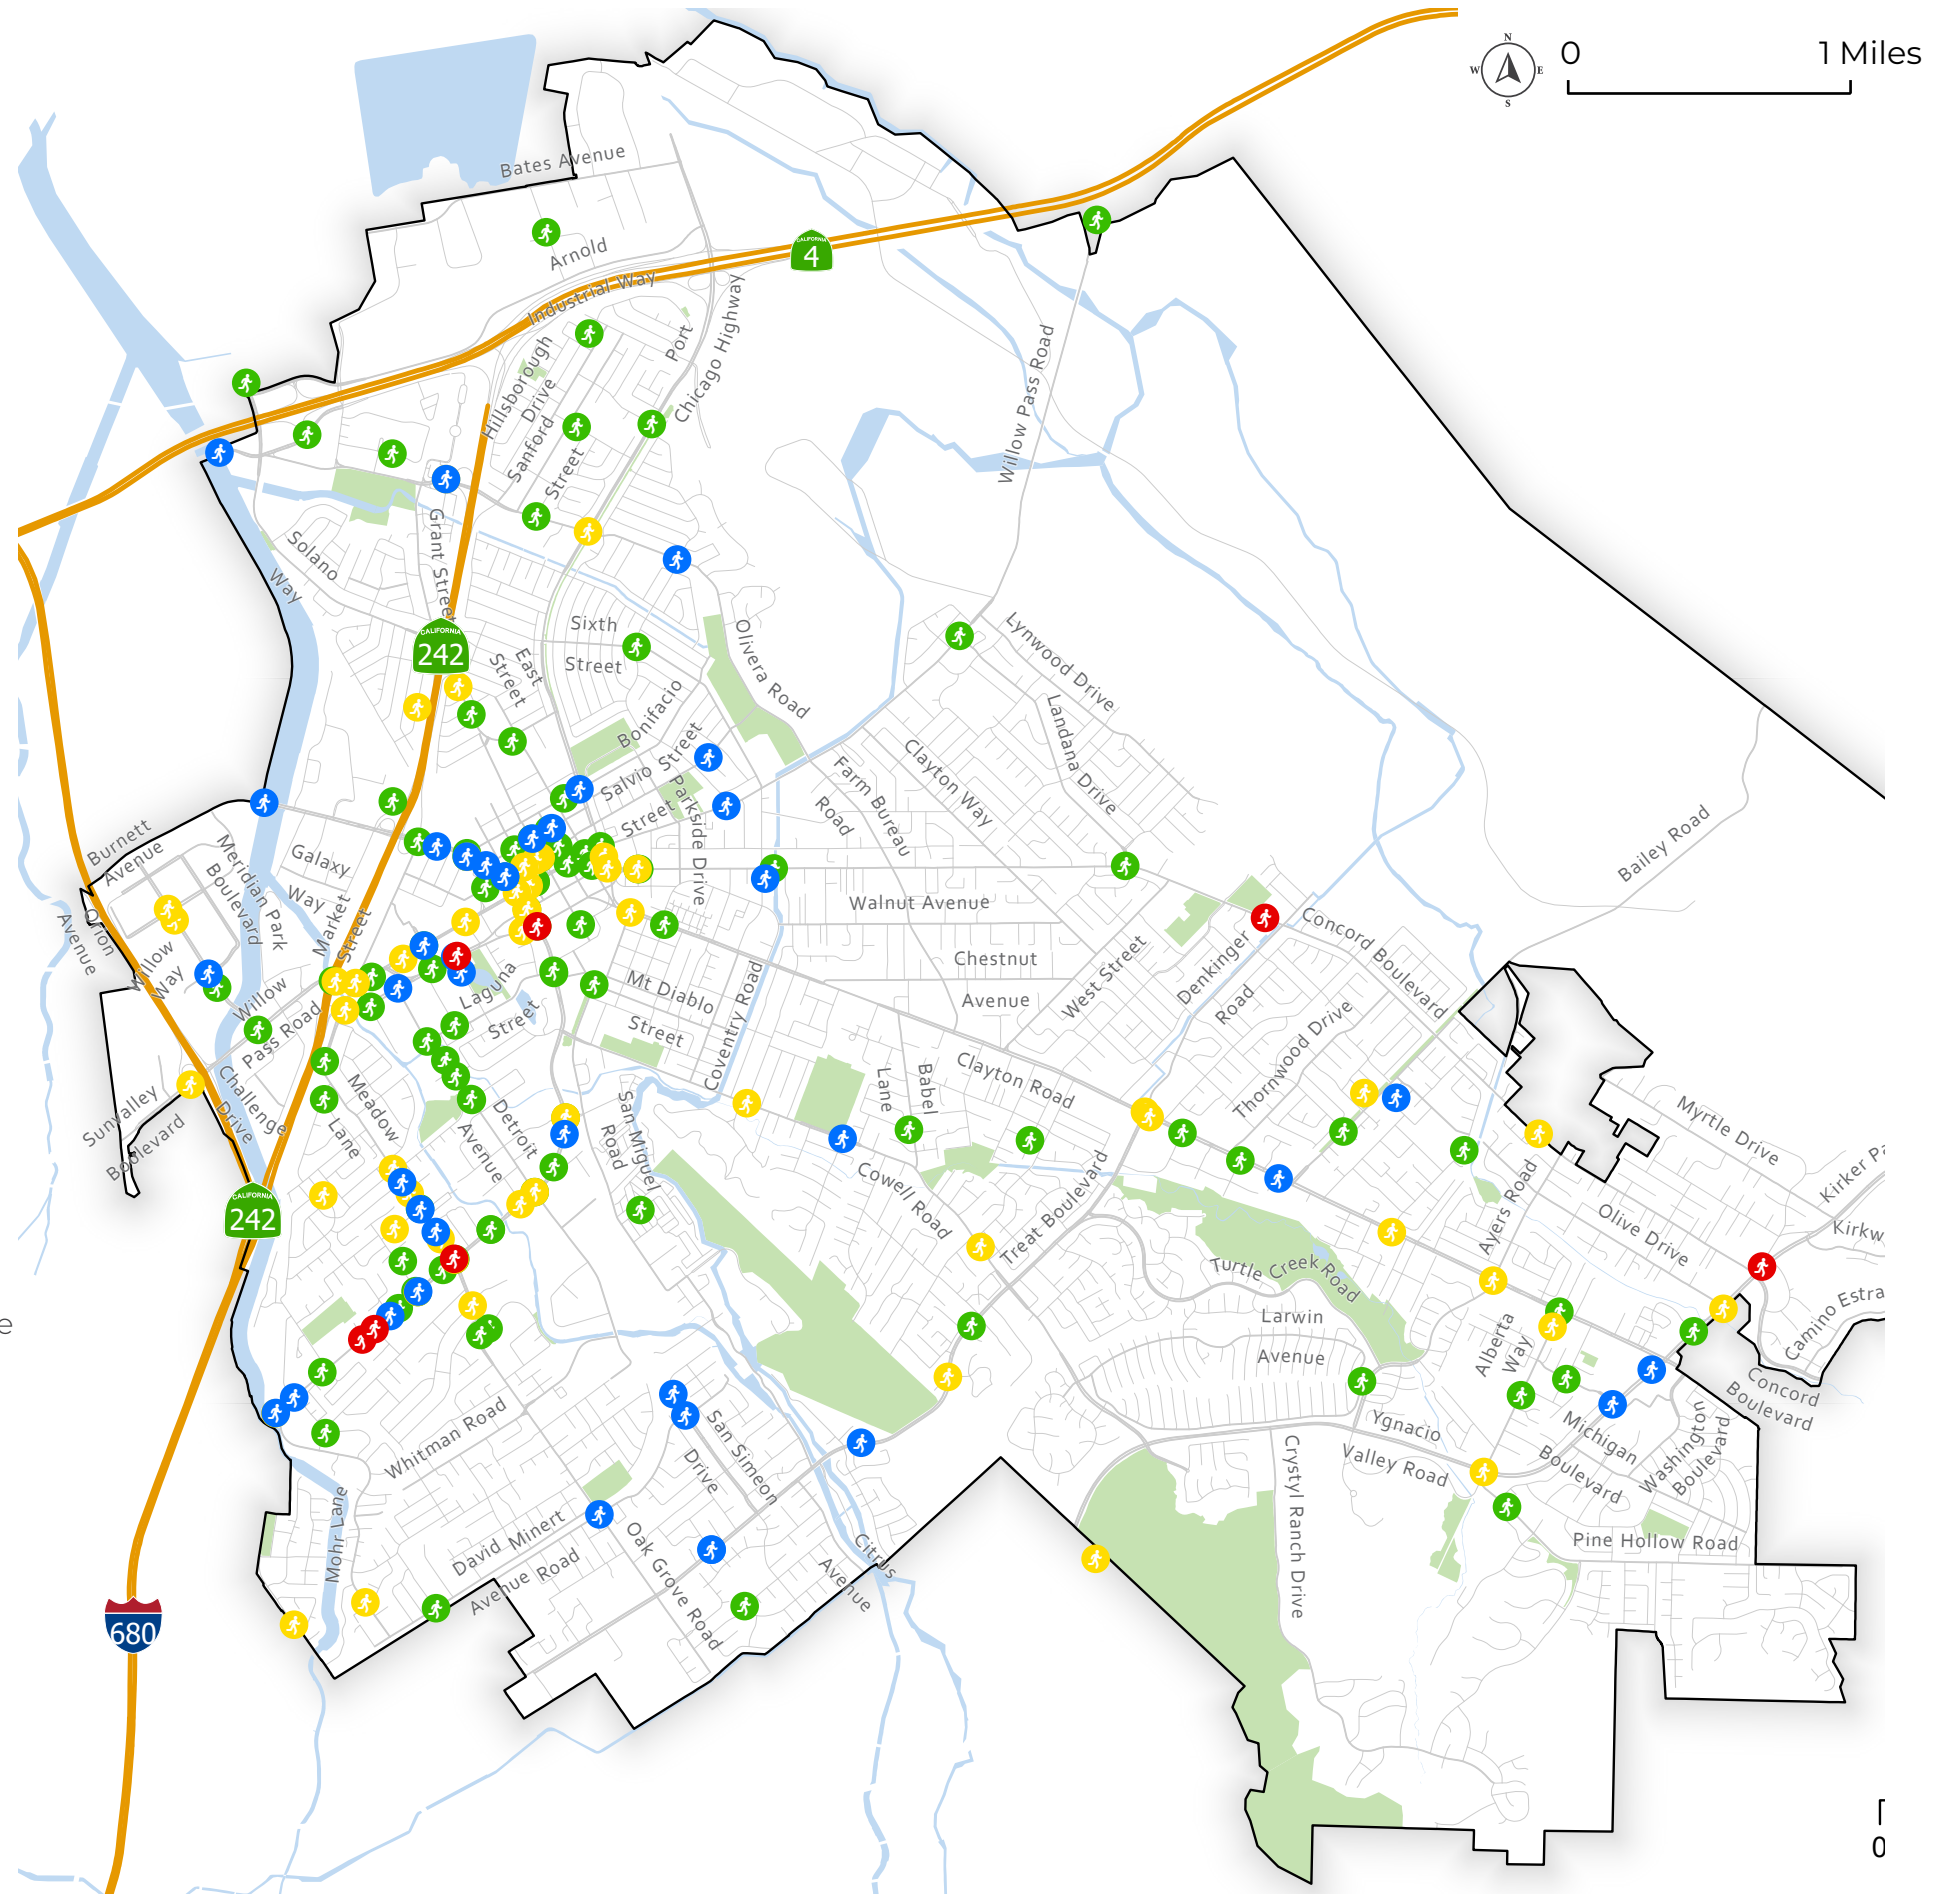 N
W E
S
0 1 Miles
Bates Avenue
Arnold
Industrial Way
CALIFORNIA
4
Port
Chicago Highway
Hillsborough
Drive
Sanford
Street
Willow Pass Road
Grant Street
Solano
Way
CALIFORNIA
242
Sixth
Street
East
Street
Olivera Road
Bonifacio
Salvio Street
Street
Parkside Drive
Lynwood Drive
Landana Drive
Clayton Way
Farm Bureau
Road
Bailey Road
Burnett
Avenue
Meridian Park
Boulevard
Galaxy
Way
Market
Street
Orion
Avenue
Willow
Way
Willow
Pass Road
Walnut Avenue
Chestnut
Avenue
West Street
Denkinger
Road
Concord Boulevard
Laguna
Street
Mt Diablo
Street
Coventry Road
Thornwood Drive
Clayton Road
Babel
Lane
Sunvalley
Boulevard
Challenge
Drive
Meadow
Lane
Detroit
Avenue
San Miguel
Road
Cowell Road
Treat Boulevard
Myrtle Drive
Ayers Road
Olive Drive
Kirker Pa
Kirkw
CALIFORNIA
242
Turtle Creek Road
Larwin
Avenue
Alberta
Way
Camino Estra
Concord
Boulevard
e
Whitman Road
San Simeon
Drive
Ygnacio
Valley Road
Michigan
Boulevard
Washington
Boulevard
Crystyl Ranch Drive
Pine Hollow Road
Mohr Lane
David Minert
Avenue Road
Oak Grove Road
Citrus
Avenue
680
0